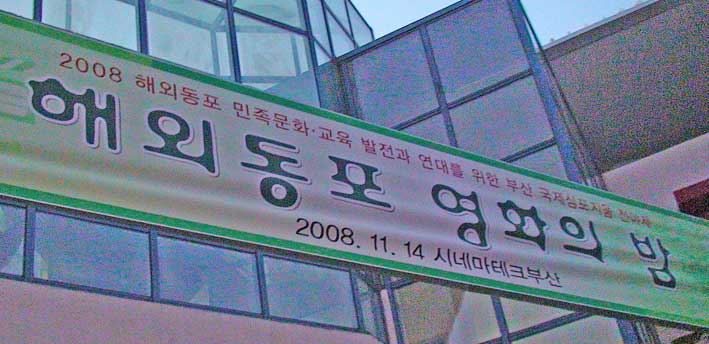 2008 해외동포 민족문화·교육 발전과 연대를 위한 부산 국제심포지울 전야제
해외동포 영화의 밤
2008. 11. 14 시네마테크부산